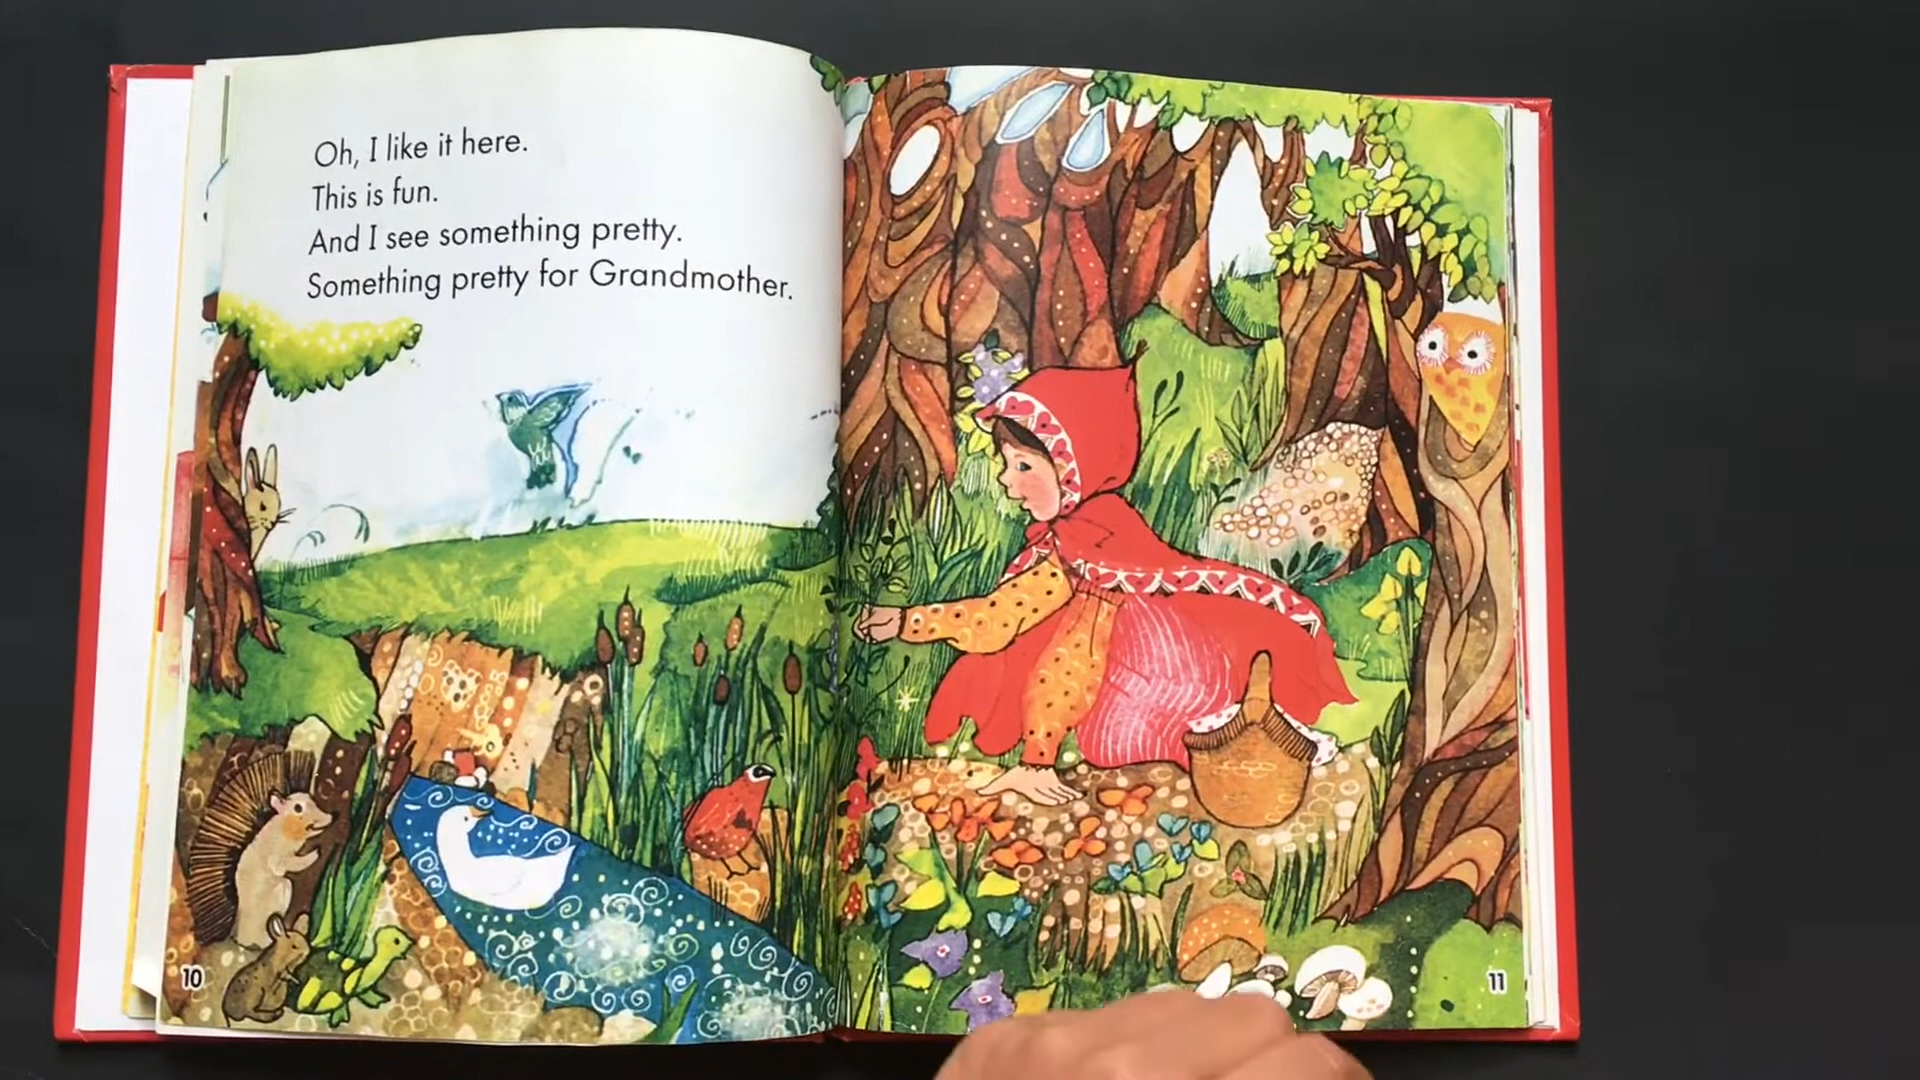 Oh, I like it here.
This is fun.
And I see something pretty.
Something pretty for Grandmother.
10
11